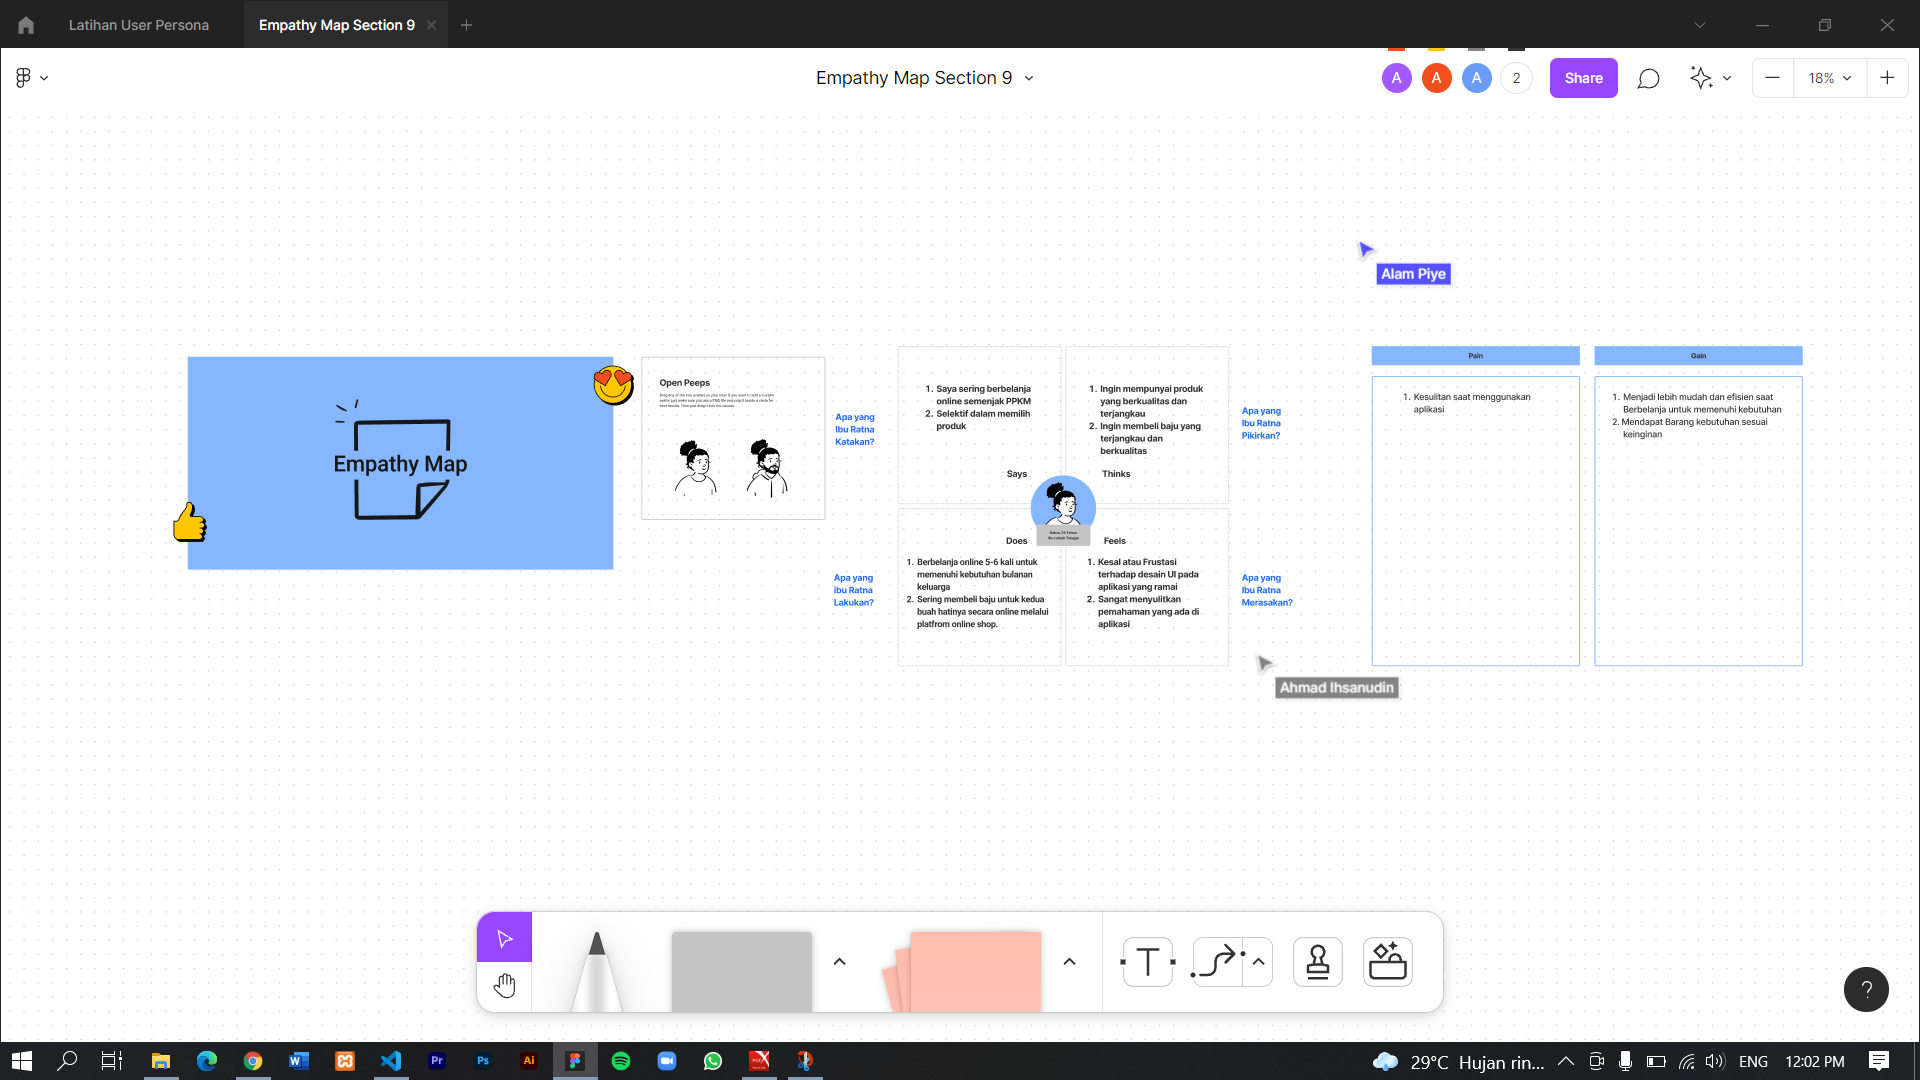 Latihan User Persona
Empathy Map Section 9
Empathy Map Section 9
A
A
A
2
Share
18%
Alam Piye
Empathy Map
Open Peeps
Apa yang
Ibu Ratna
Katakan?
1. Saya sering berbelanja
online semenjak PPKM
2. Selektif dalam memilih
produk
Says
1. Ingin mempunyai produk
yang berkualitas dan
terjangkau
2. Ingin membeli baju yang
terjangkau dan
berkualitas
Thinks
Apa yang
Ibu Ratna
Pikirkan?
Apa yang
ibu Ratna
Lakukan?
Does
1. Berbelanja online 5-6 kali untuk
memenuhi kebutuhan bulanan
keluarga
2. Sering membeli baju untuk kedua
buah hatinya secara online melalui
platfrom online shop.
Feels
1. Kesal atau Frustasi
terhadap desain UI pada
aplikasi yang ramai
2. Sangat menyulitkan
pemahaman yang ada di
aplikasi
Apa yang
Ibu Ratna
Merasakan?
Pain
1. Kesulitan saat menggunakan
aplikasi
Gain
1. Menjadi lebih mudah dan efisien saat
Berbelanja untuk memenuhi kebutuhan
2. Mendapat Barang kebutuhan sesuai
keinginan
Ahmad Ihsanudin
T
?
W
Pr
Ps
Ai
29°C Hujan rin...
ENG
12:02 PM